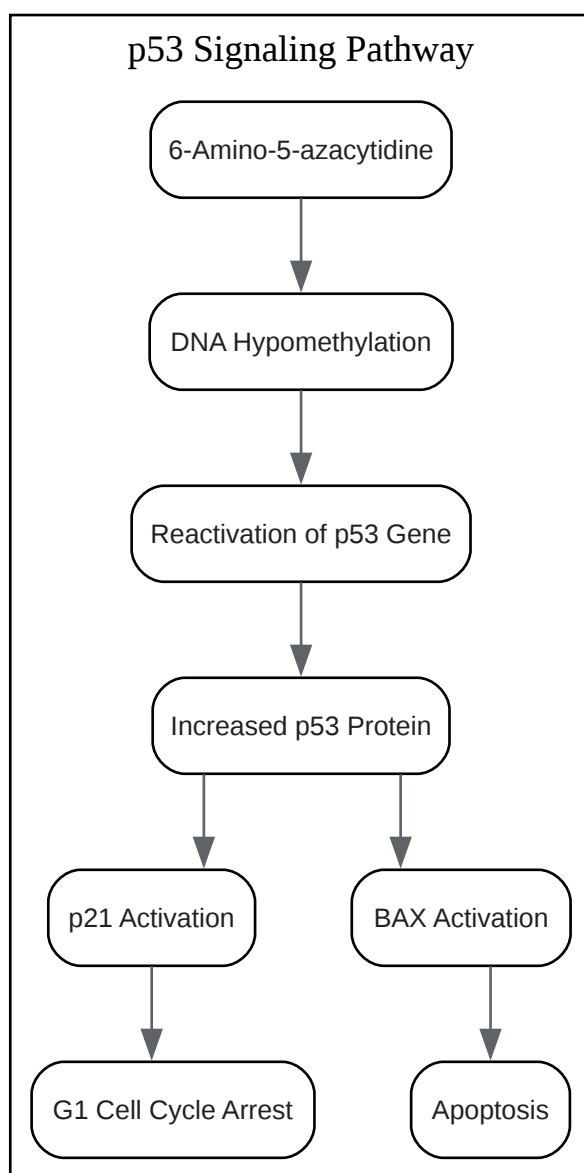 p53 Signaling Pathway
6-Amino-5-azacytidine
DNA Hypomethylation
Reactivation of p53 Gene
Increased p53 Protein
p21 Activation
BAX Activation
G1 Cell Cycle Arrest
Apoptosis